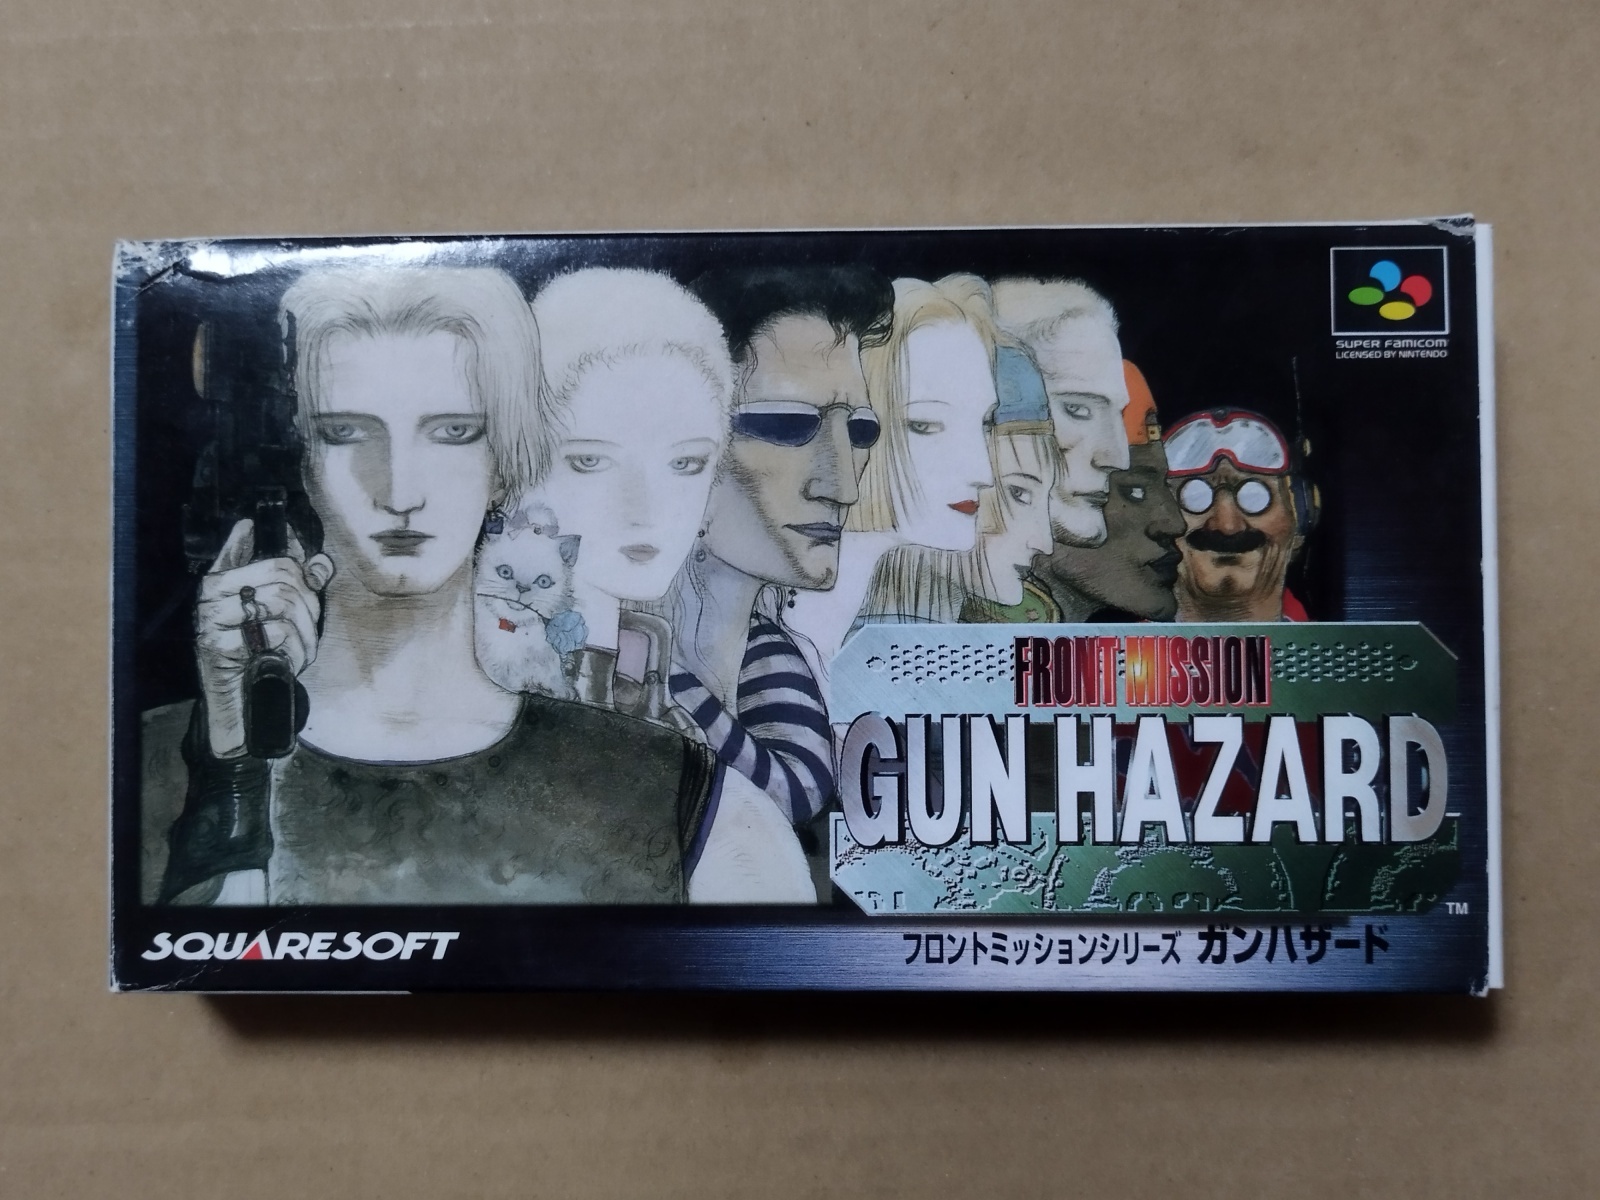 SUPER FAMICOM
LICENSED BY NINTENDO
FRONT MISSION
GUN HAZARD
TM
SQUARESOFT
フロントミッションシリーズ ガンハザード